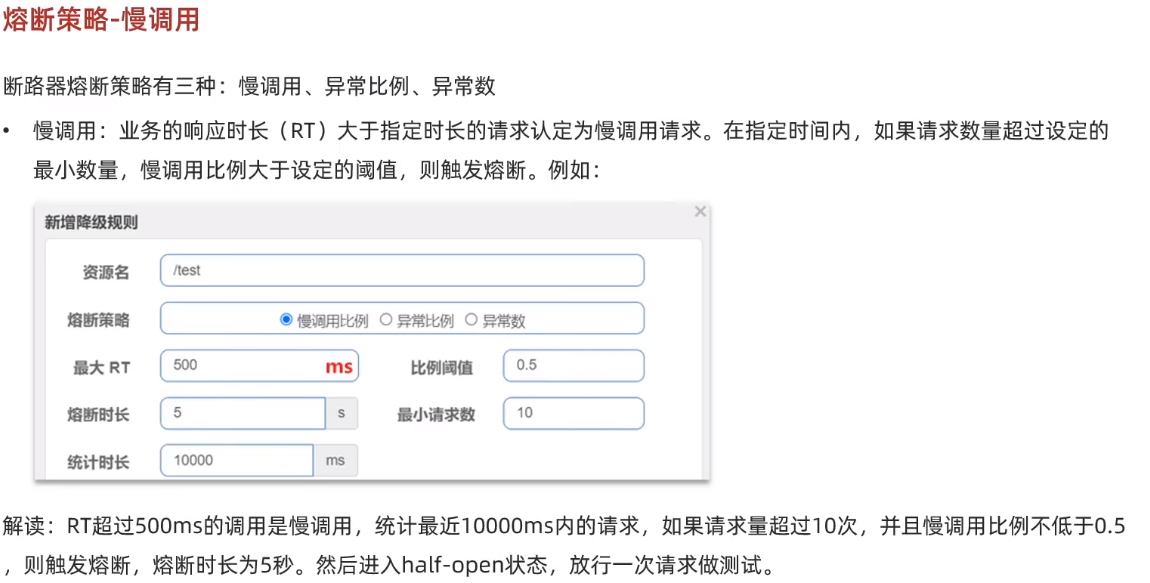 熔断策略-慢调用
断路器熔断策略有三种：慢调用、异常比例、异常数
• 慢调用：业务的响应时长（RT）大于指定时长的请求认定为慢调用请求。在指定时间内，如果请求数量超过设定的
最小数量，慢调用比例大于设定的阈值，则触发熔断。例如：
新增降级规则 ×
资源名 /test
熔断策略 慢调用比例 异常比例 异常数
最大 RT 500 ms 比例阈值 0.5
熔断时长 5 s 最小请求数 10
统计时长 10000 ms
解读：RT超过500ms的调用是慢调用，统计最近10000ms内的请求，如果请求量超过10次，并且慢调用比例不低于0.5
，则触发熔断，熔断时长为5秒。然后进入half-open状态，放行一次请求做测试。